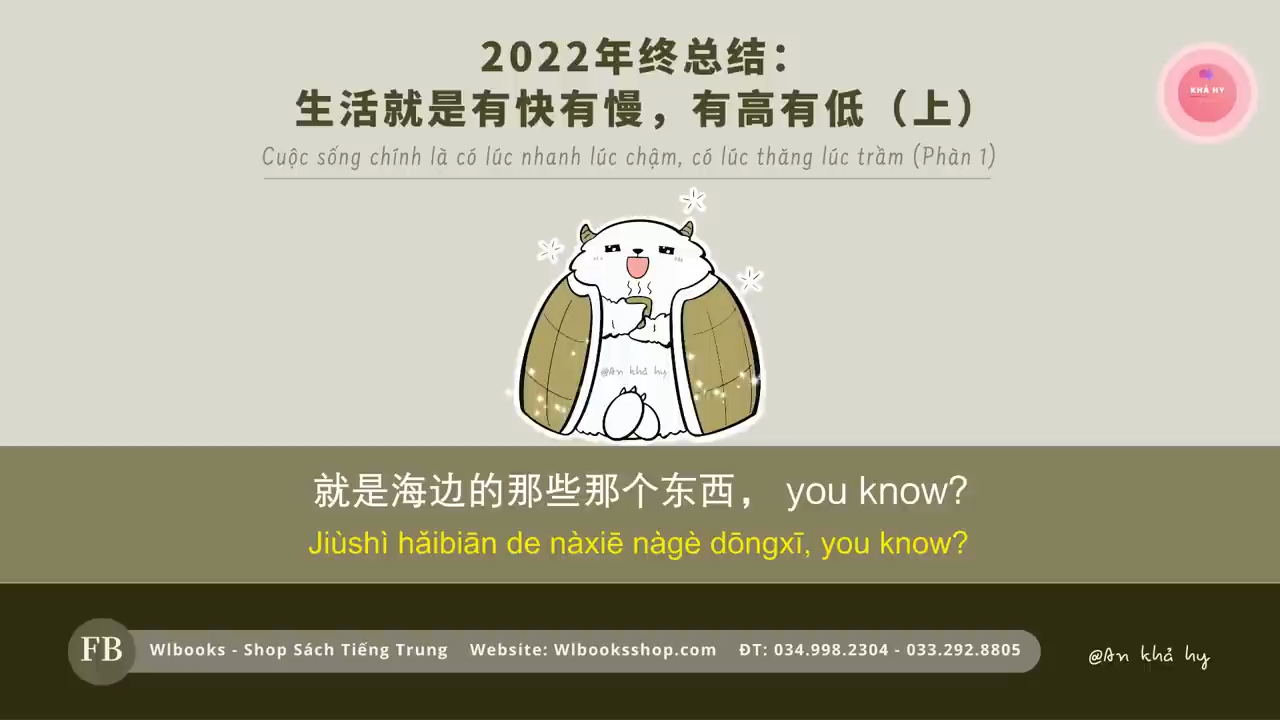 2022年终总结：
生活就是有快有慢，有高有低（上）
Cuộc sống chính là có lúc nhanh lúc chậm, có lúc thăng lúc trầm (Phần 1)
KHẢ HY
@An khả hy
就是海边的那些那个东西， you know?
Jiùshì hǎibiān de nàxiē nàgè dōngxī, you know?
FB Wlbooks - Shop Sách Tiếng Trung Website: Wlbooksshop.com ĐT: 034.998.2304 - 033.292.8805
@An khả hy